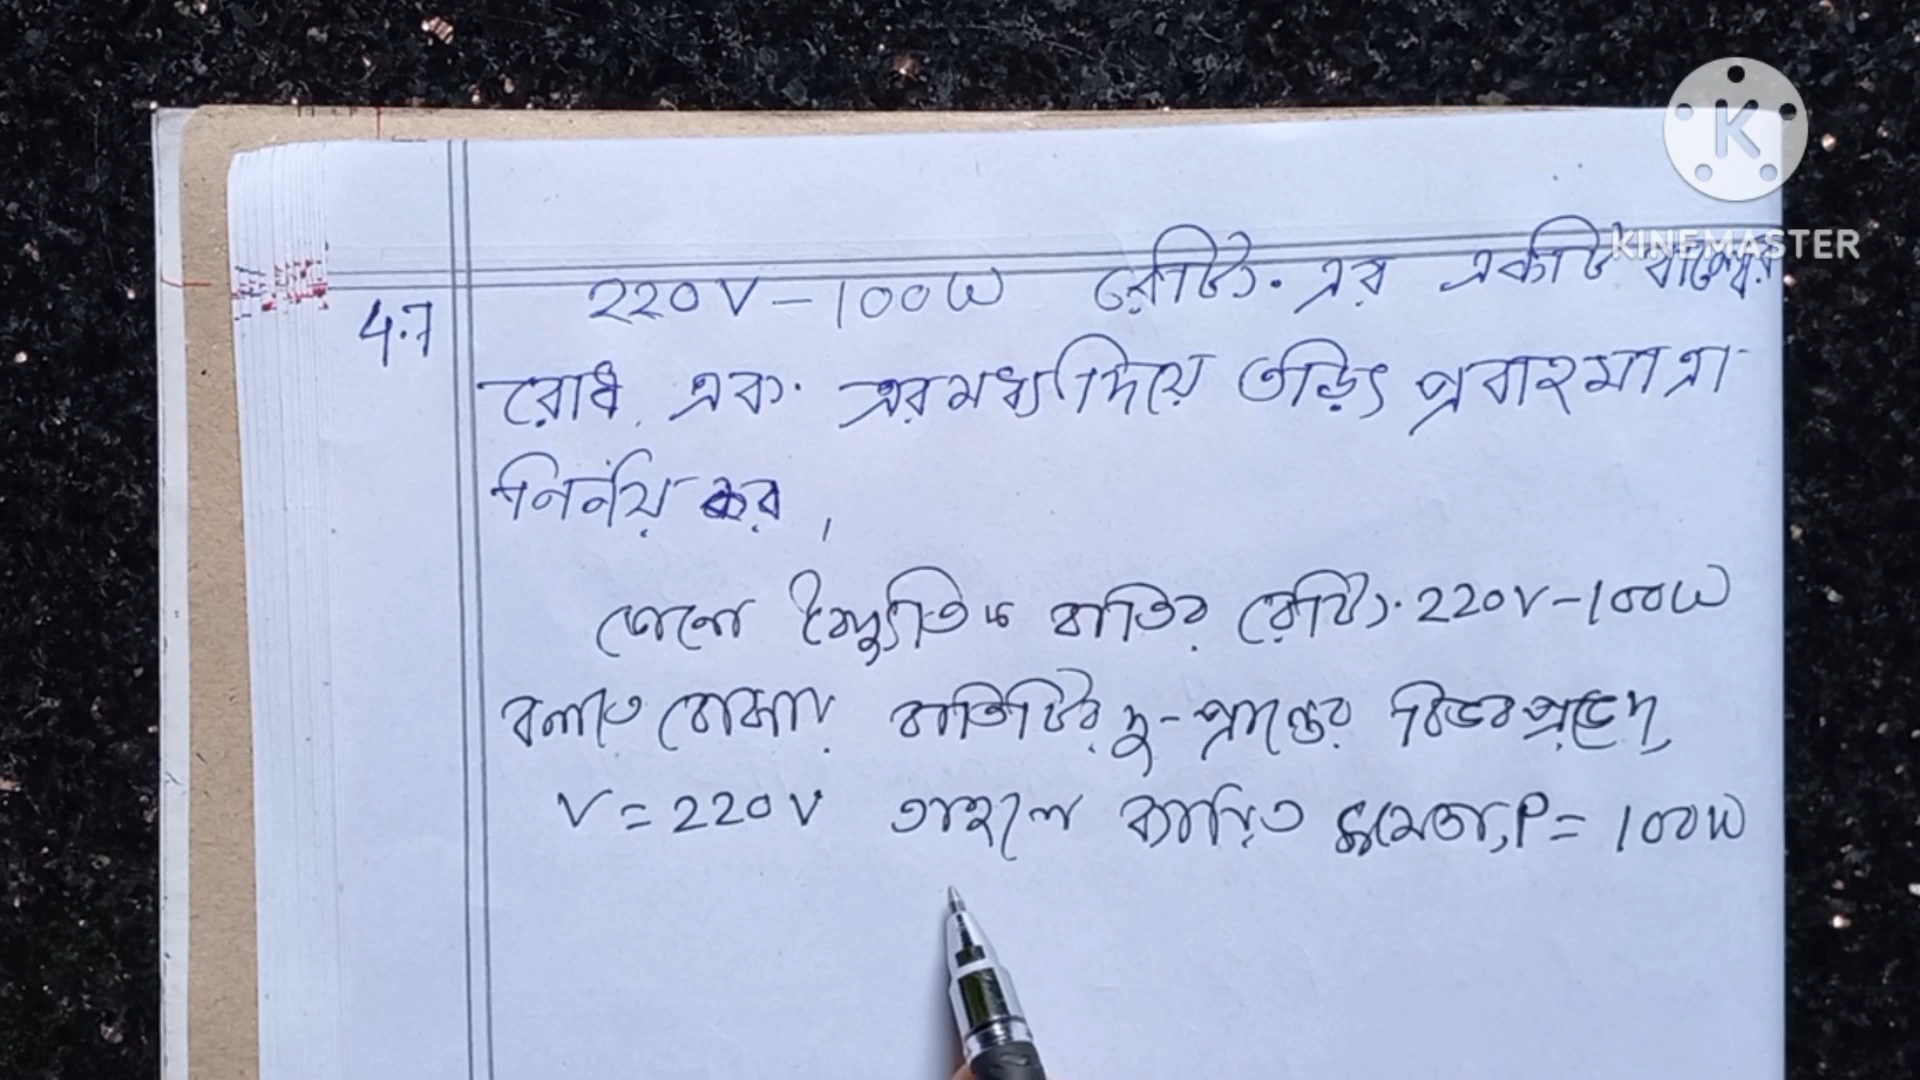 KINEMASTER
4.7 220V-100W রেটিং এর একটি বাল্বের
রোধ এবং এর মধ্য দিয়ে তড়িৎ প্রবাহমাত্রা
নির্নয় কর,
কোনো বৈদ্যুতিক বাতির রেটিং 220V-100W
বলতে বোঝায় বাতিটির দু-প্রান্তের বিভবপ্রভেদ
V = 220V তাহলে ব্যায়িত ক্ষমতা, P = 100W